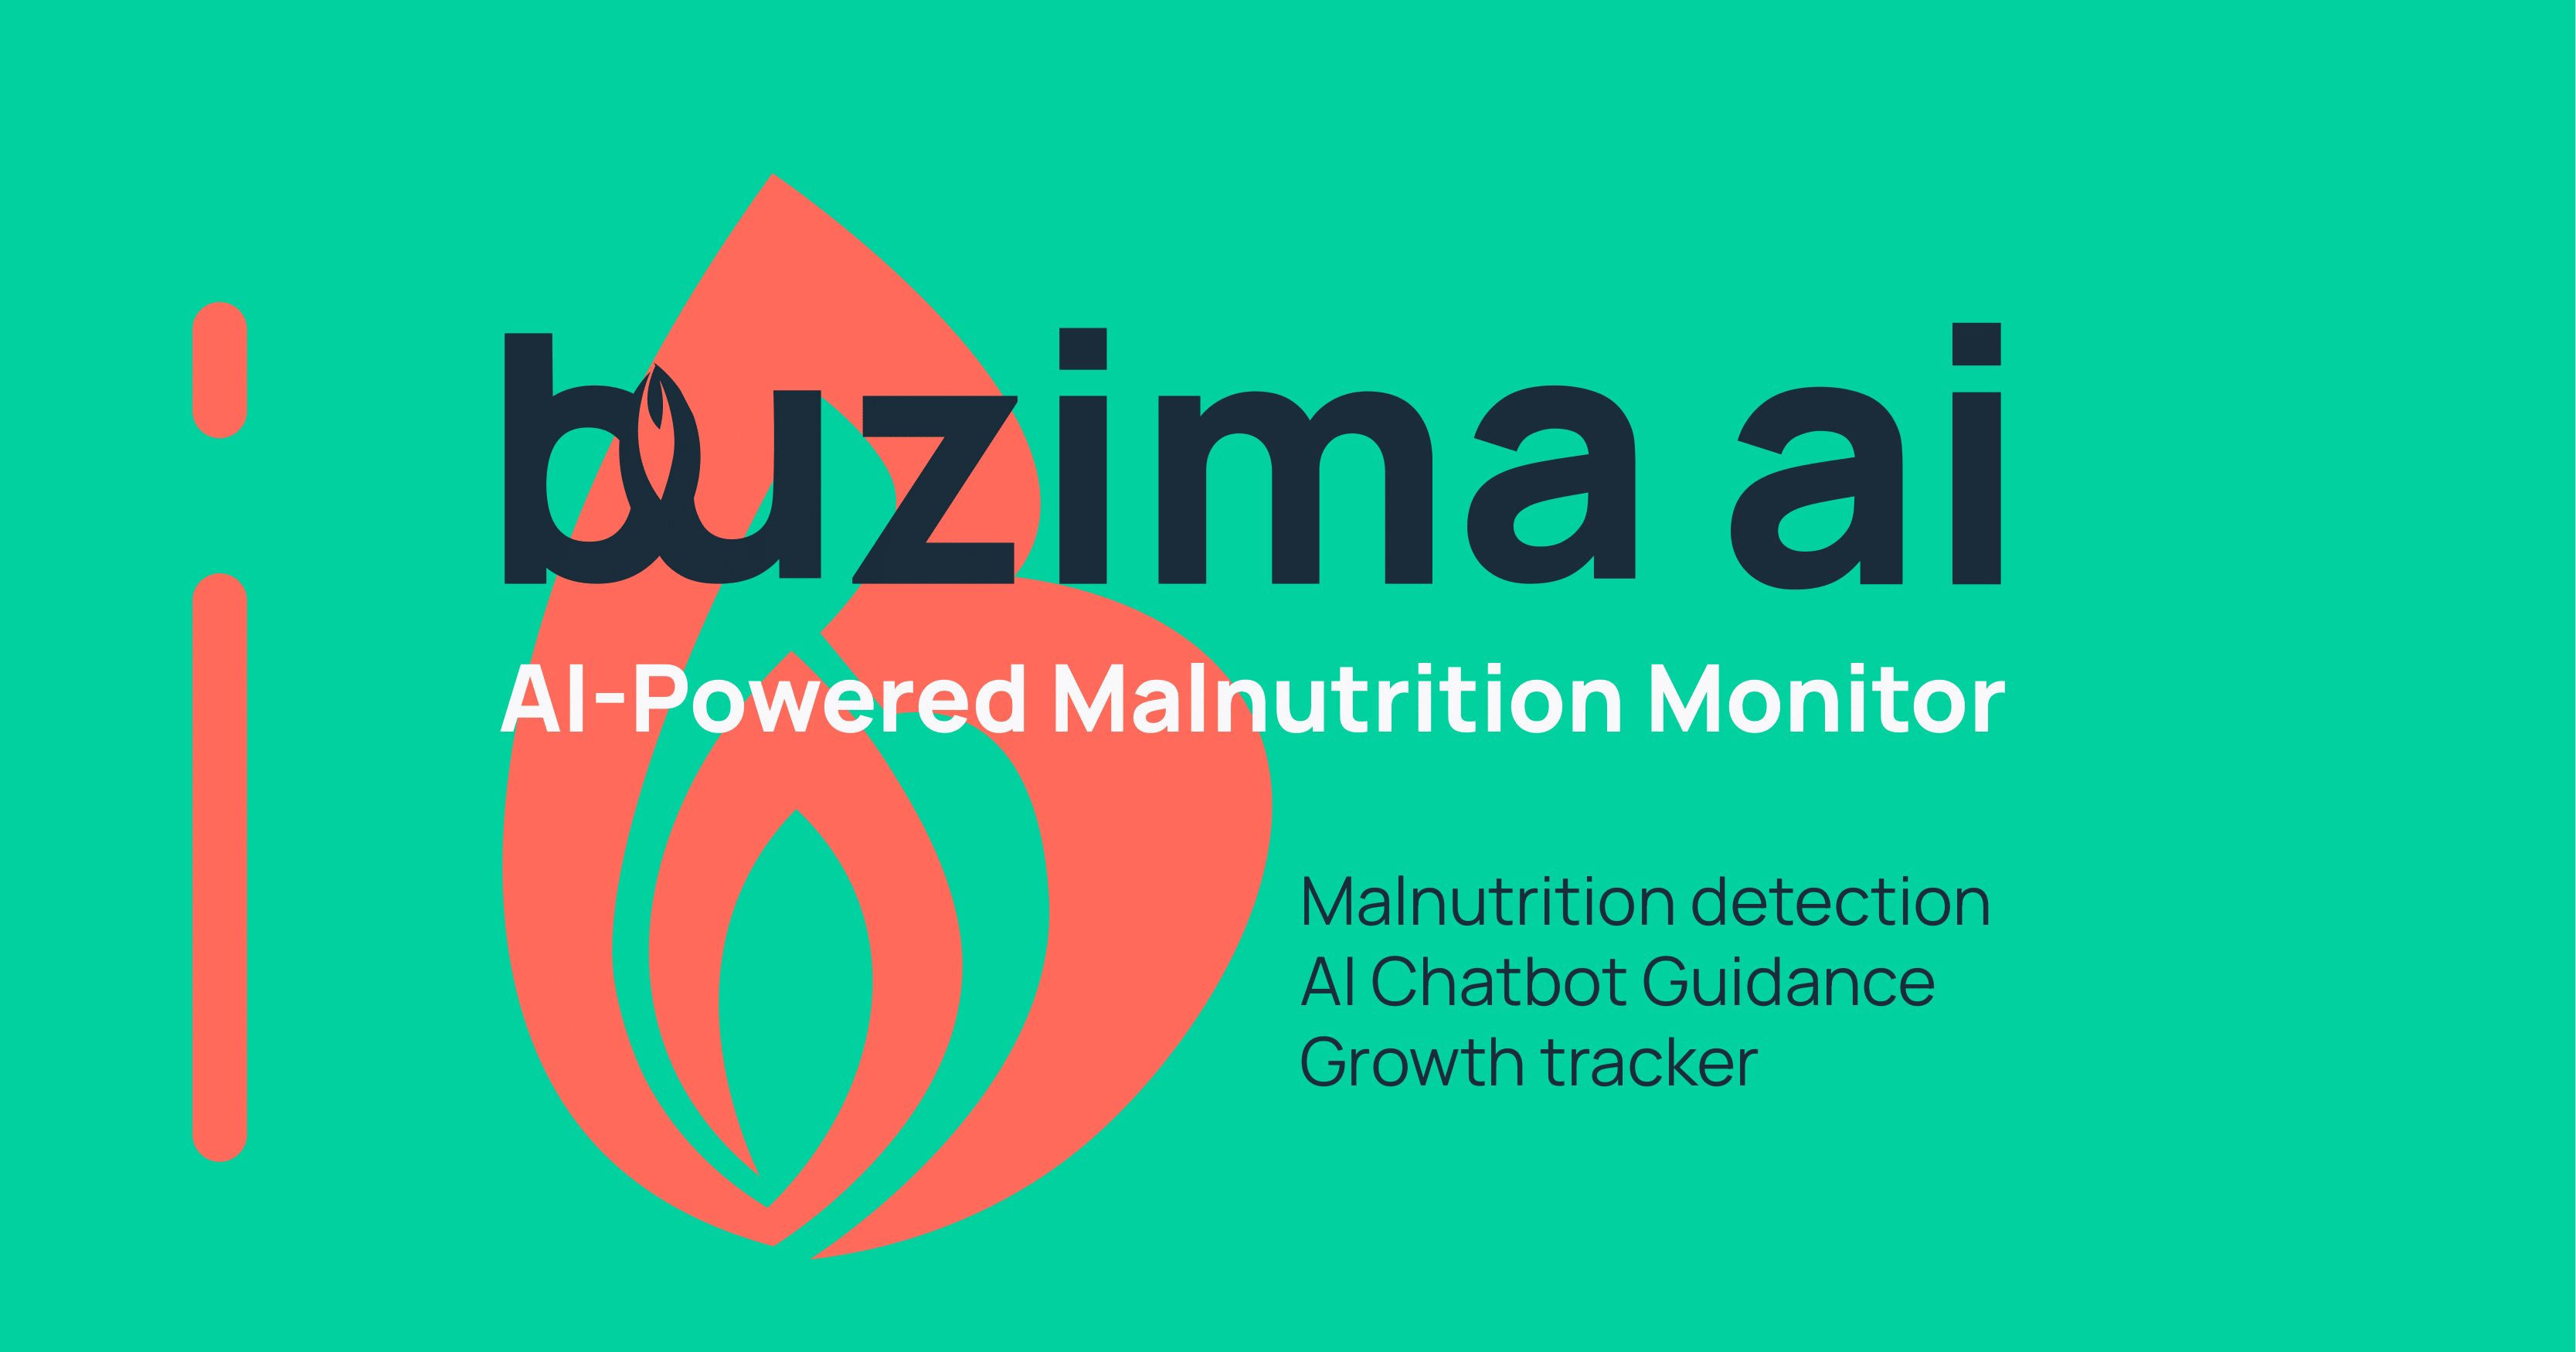 buzima ai
AI-Powered Malnutrition Monitor
Malnutrition detection
AI Chatbot Guidance
Growth tracker